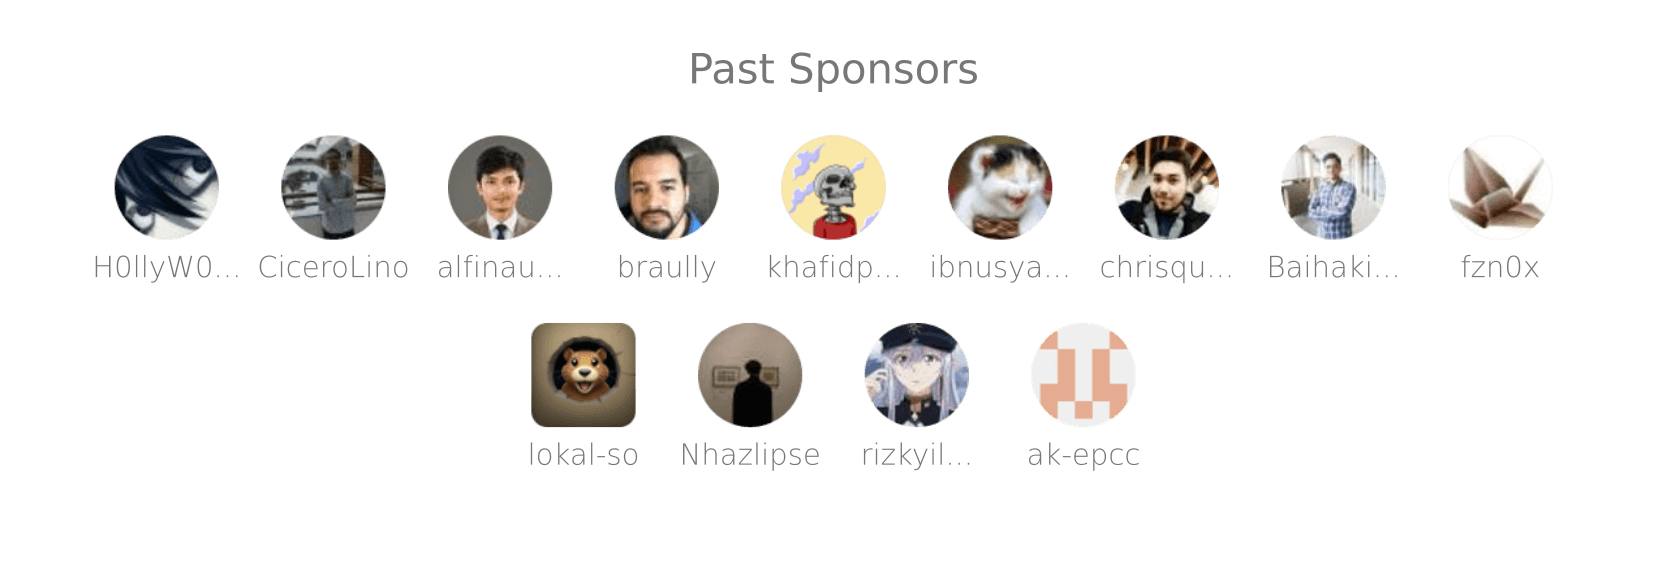 Past Sponsors
H0llyW0... CiceroLino alfinau... braully khafidp... ibnusya... chrisqu... Baihaki... fzn0x
lokal-so Nhazlipse rizkyil... ak-epcc